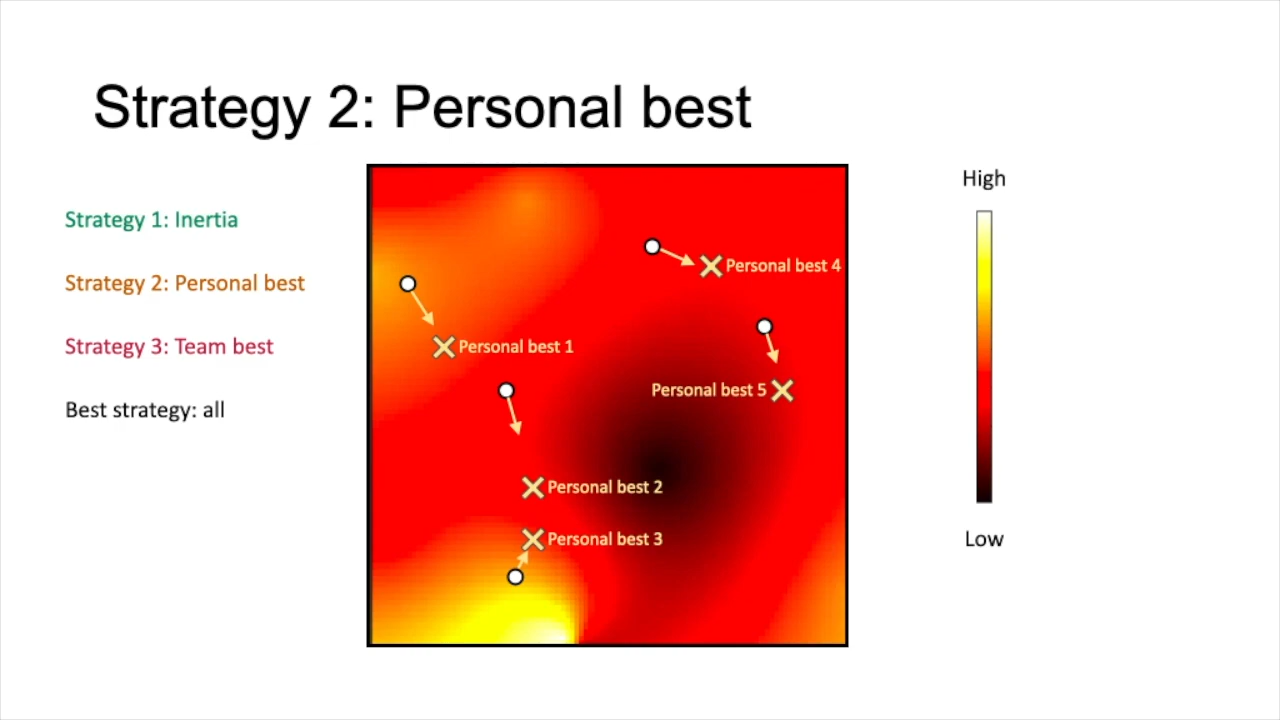 Strategy 2: Personal best
Strategy 1: Inertia
Strategy 2: Personal best
Strategy 3: Team best
Best strategy: all
Personal best 4
Personal best 1
Personal best 5
Personal best 2
Personal best 3
High
Low